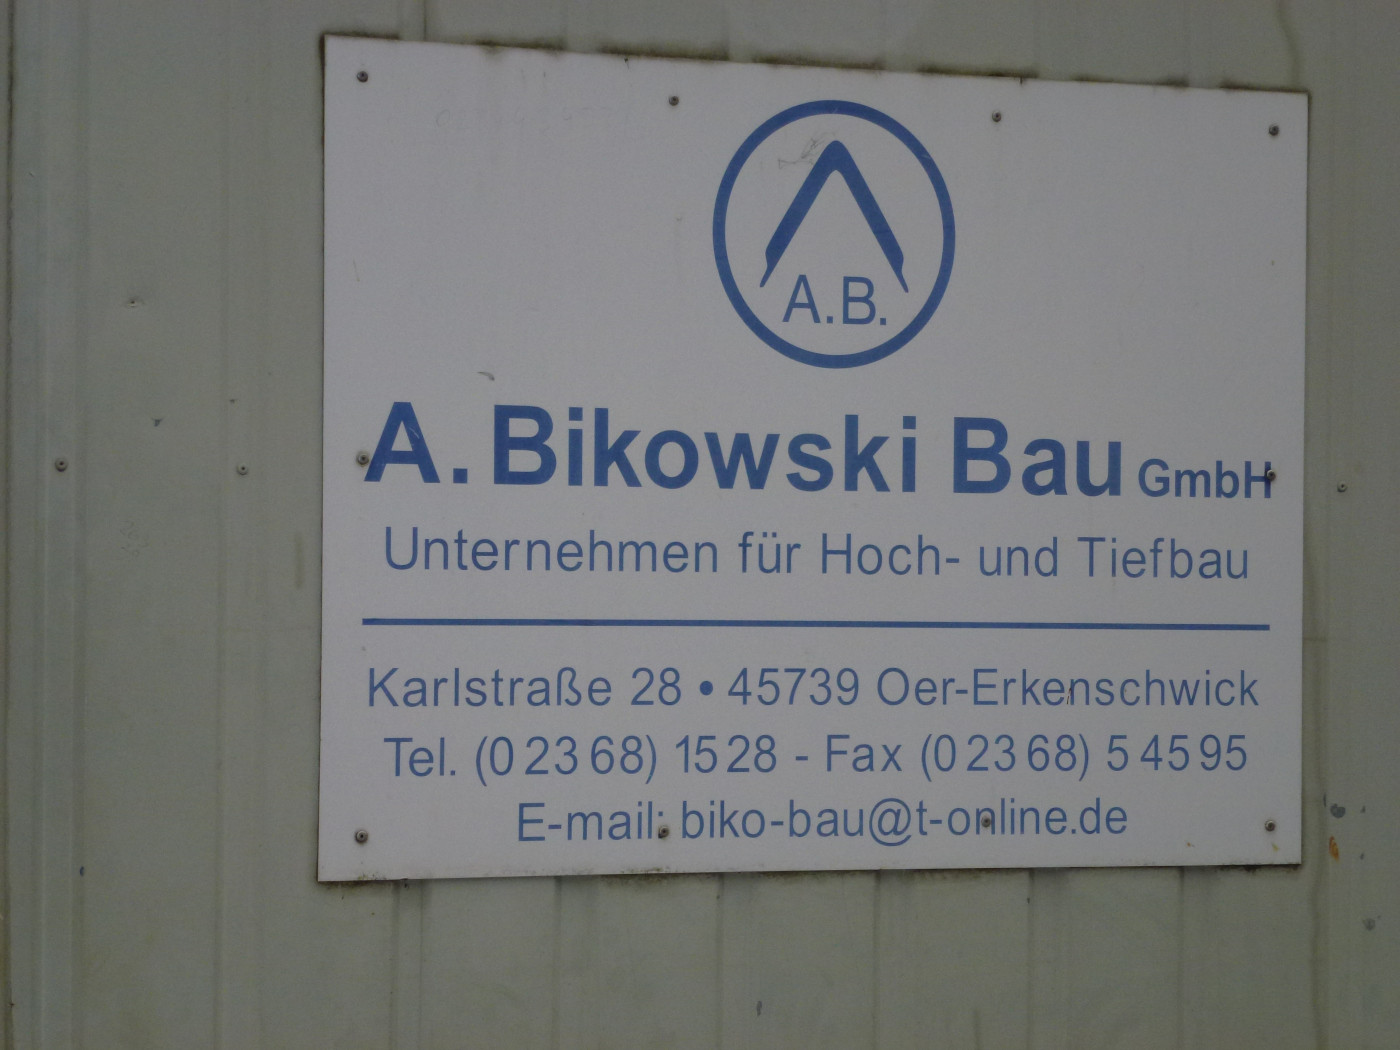 A.B.
A. Bikowski Bau GmbH
Unternehmen für Hoch- und Tiefbau
Karlstraße 28 • 45739 Oer-Erkenschwick
Tel. (0 23 68) 15 28 - Fax (0 23 68) 5 45 95
E-mail: biko-bau@t-online.de